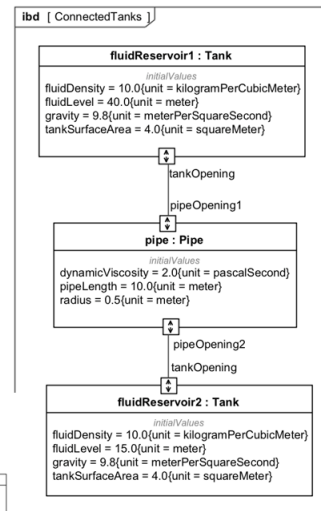 ibd [ ConnectedTanks ]
fluidReservoir1 : Tank
initialValues
fluidDensity = 10.0{unit = kilogramPerCubicMeter}
fluidLevel = 40.0{unit = meter}
gravity = 9.8{unit = meterPerSquareSecond}
tankSurfaceArea = 4.0{unit = squareMeter}
tankOpening
pipeOpening1
pipe : Pipe
initialValues
dynamicViscosity = 2.0{unit = pascalSecond}
pipeLength = 10.0{unit = meter}
radius = 0.5{unit = meter}
pipeOpening2
tankOpening
fluidReservoir2 : Tank
initialValues
fluidDensity = 10.0{unit = kilogramPerCubicMeter}
fluidLevel = 15.0{unit = meter}
gravity = 9.8{unit = meterPerSquareSecond}
tankSurfaceArea = 4.0{unit = squareMeter}